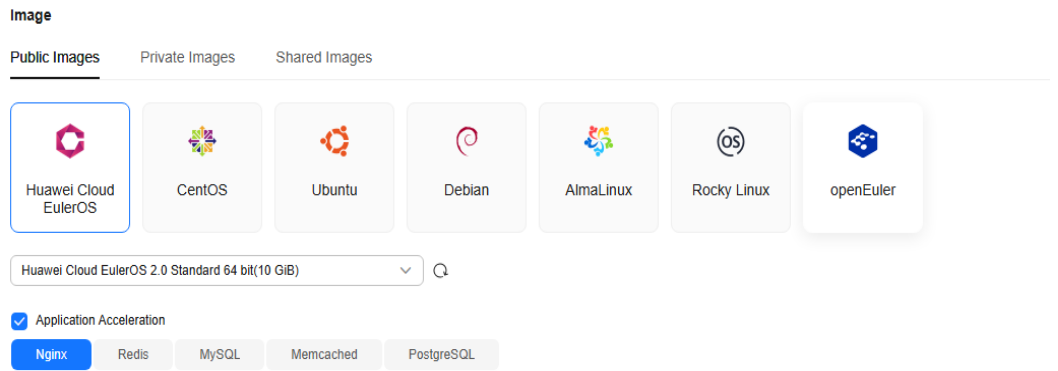 Image
Public Images Private Images Shared Images
Huawei Cloud EulerOS CentOS Ubuntu Debian AlmaLinux OS Rocky Linux openEuler
Huawei Cloud EulerOS 2.0 Standard 64 bit(10 GiB)
Application Acceleration
Nginx Redis MySQL Memcached PostgreSQL